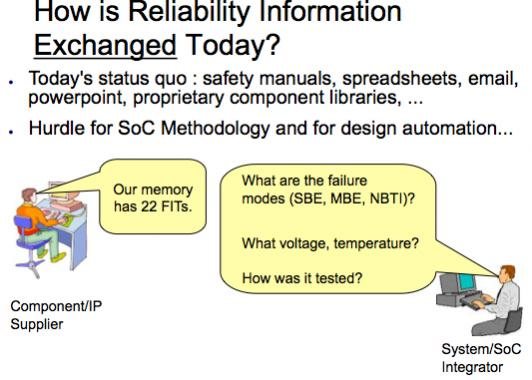 How is Reliability Information
Exchanged Today?
• Today's status quo : safety manuals, spreadsheets, email,
powerpoint, proprietary component libraries, ...
• Hurdle for SoC Methodology and for design automation...
Our memory
has 22 FITs.
What are the failure
modes (SBE, MBE, NBTI)?
What voltage, temperature?
How was it tested?
Component/IP
Supplier
System/SoC
Integrator